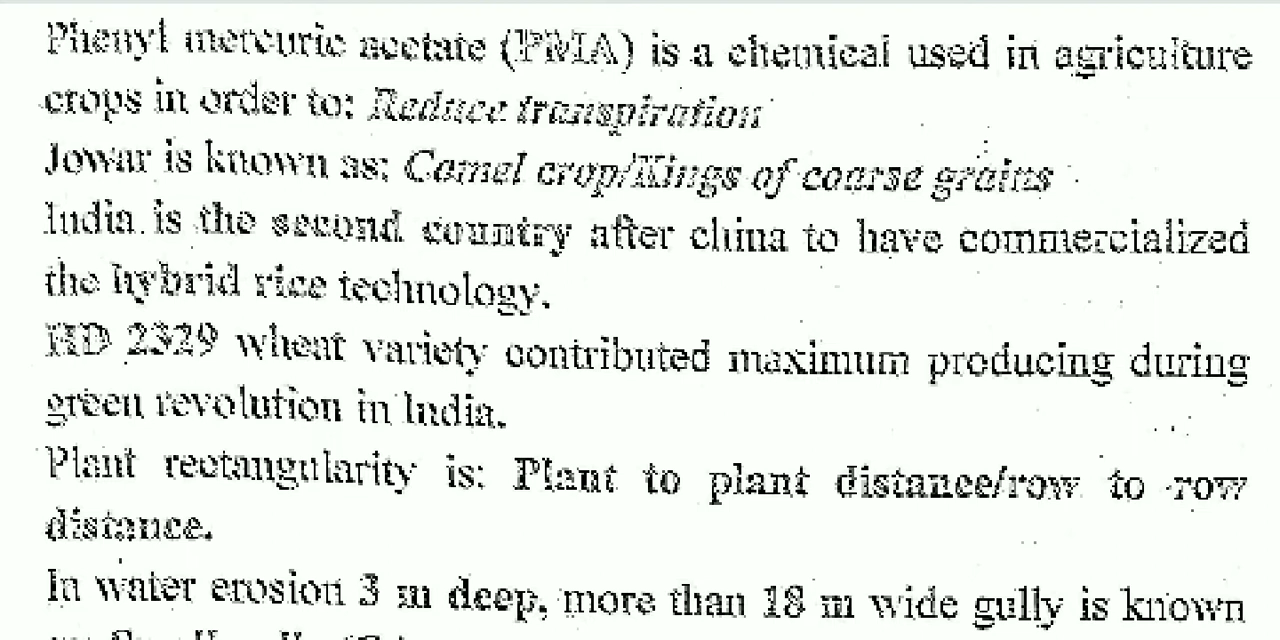 Phenyl mercuric acetate (PMA) is a chemical used in agriculture
crops in order to: Reduce transpiration
Jowar is known as: Camel crop/Kings of coarse grains
India is the second country after china to have commercialized
the hybrid rice technology.
HD 2329 wheat variety contributed maximum producing during
green revolution in India.
Plant rectangularity is: Plant to plant distance/row to row
distance.
In water erosion 3 m deep, more than 18 m wide gully is known